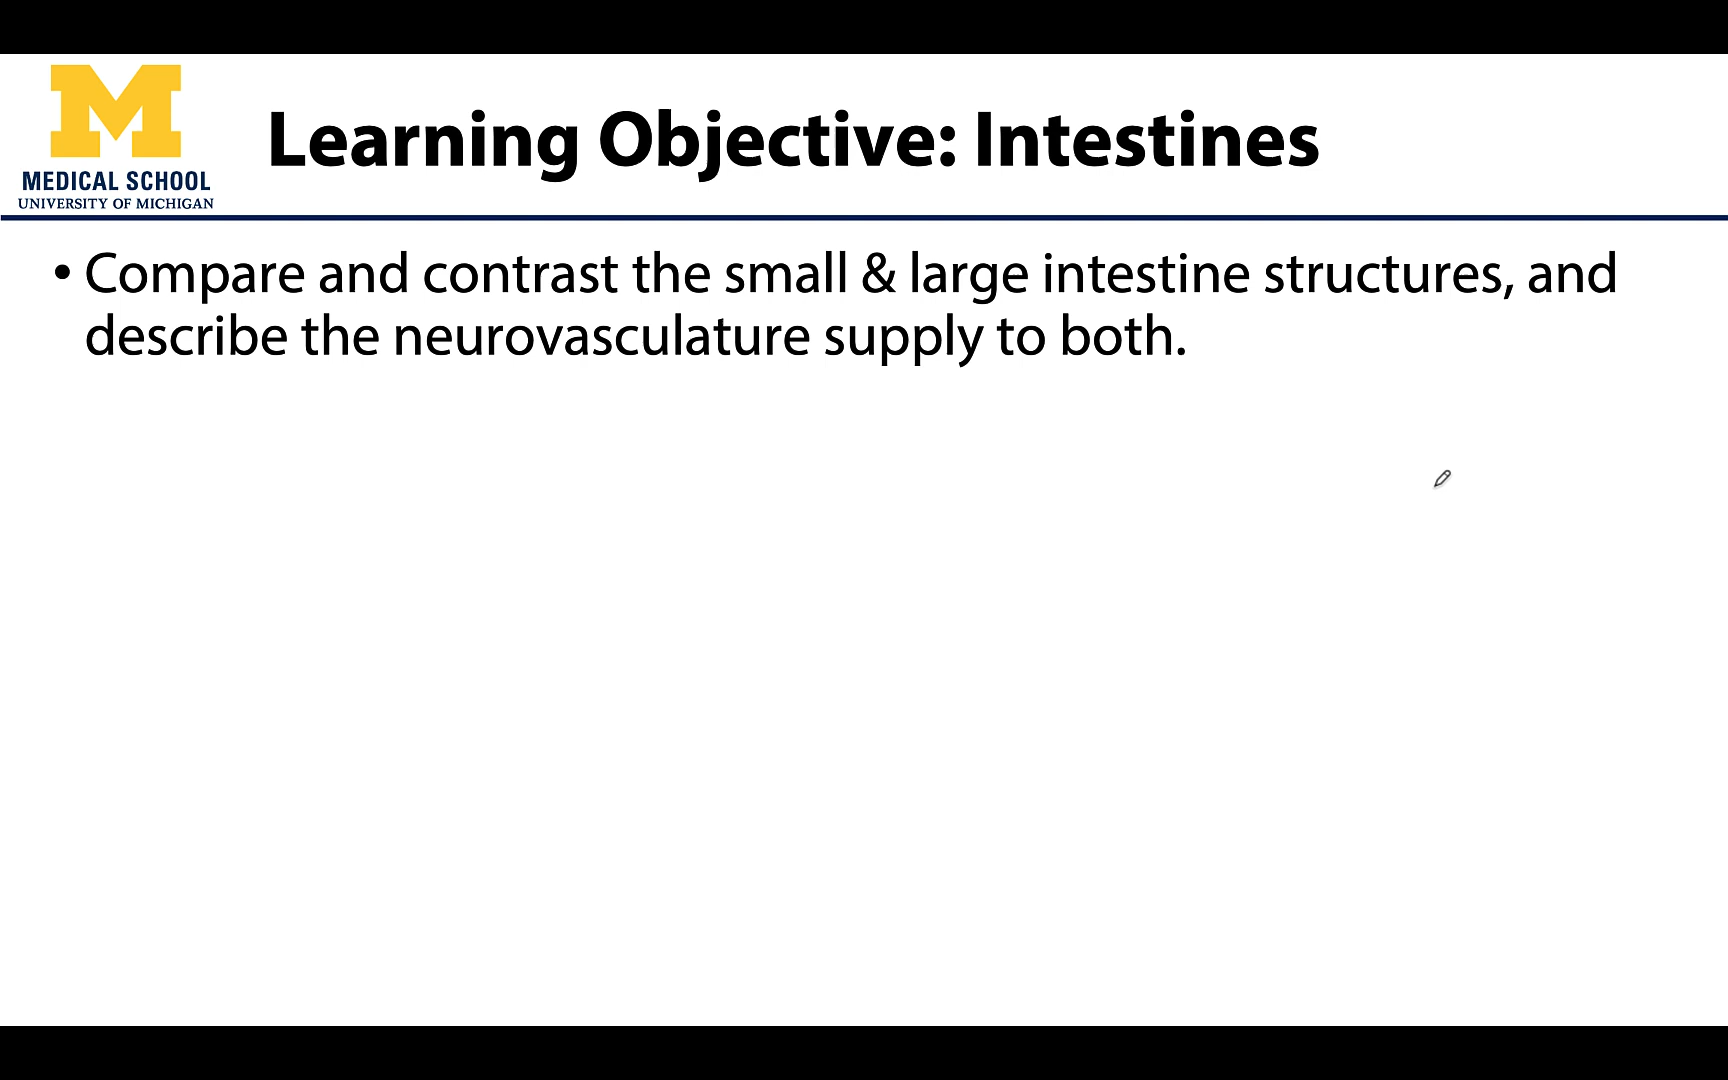 M
MEDICAL SCHOOL
UNIVERSITY OF MICHIGAN
Learning Objective: Intestines
• Compare and contrast the small & large intestine structures, and
describe the neurovasculature supply to both.